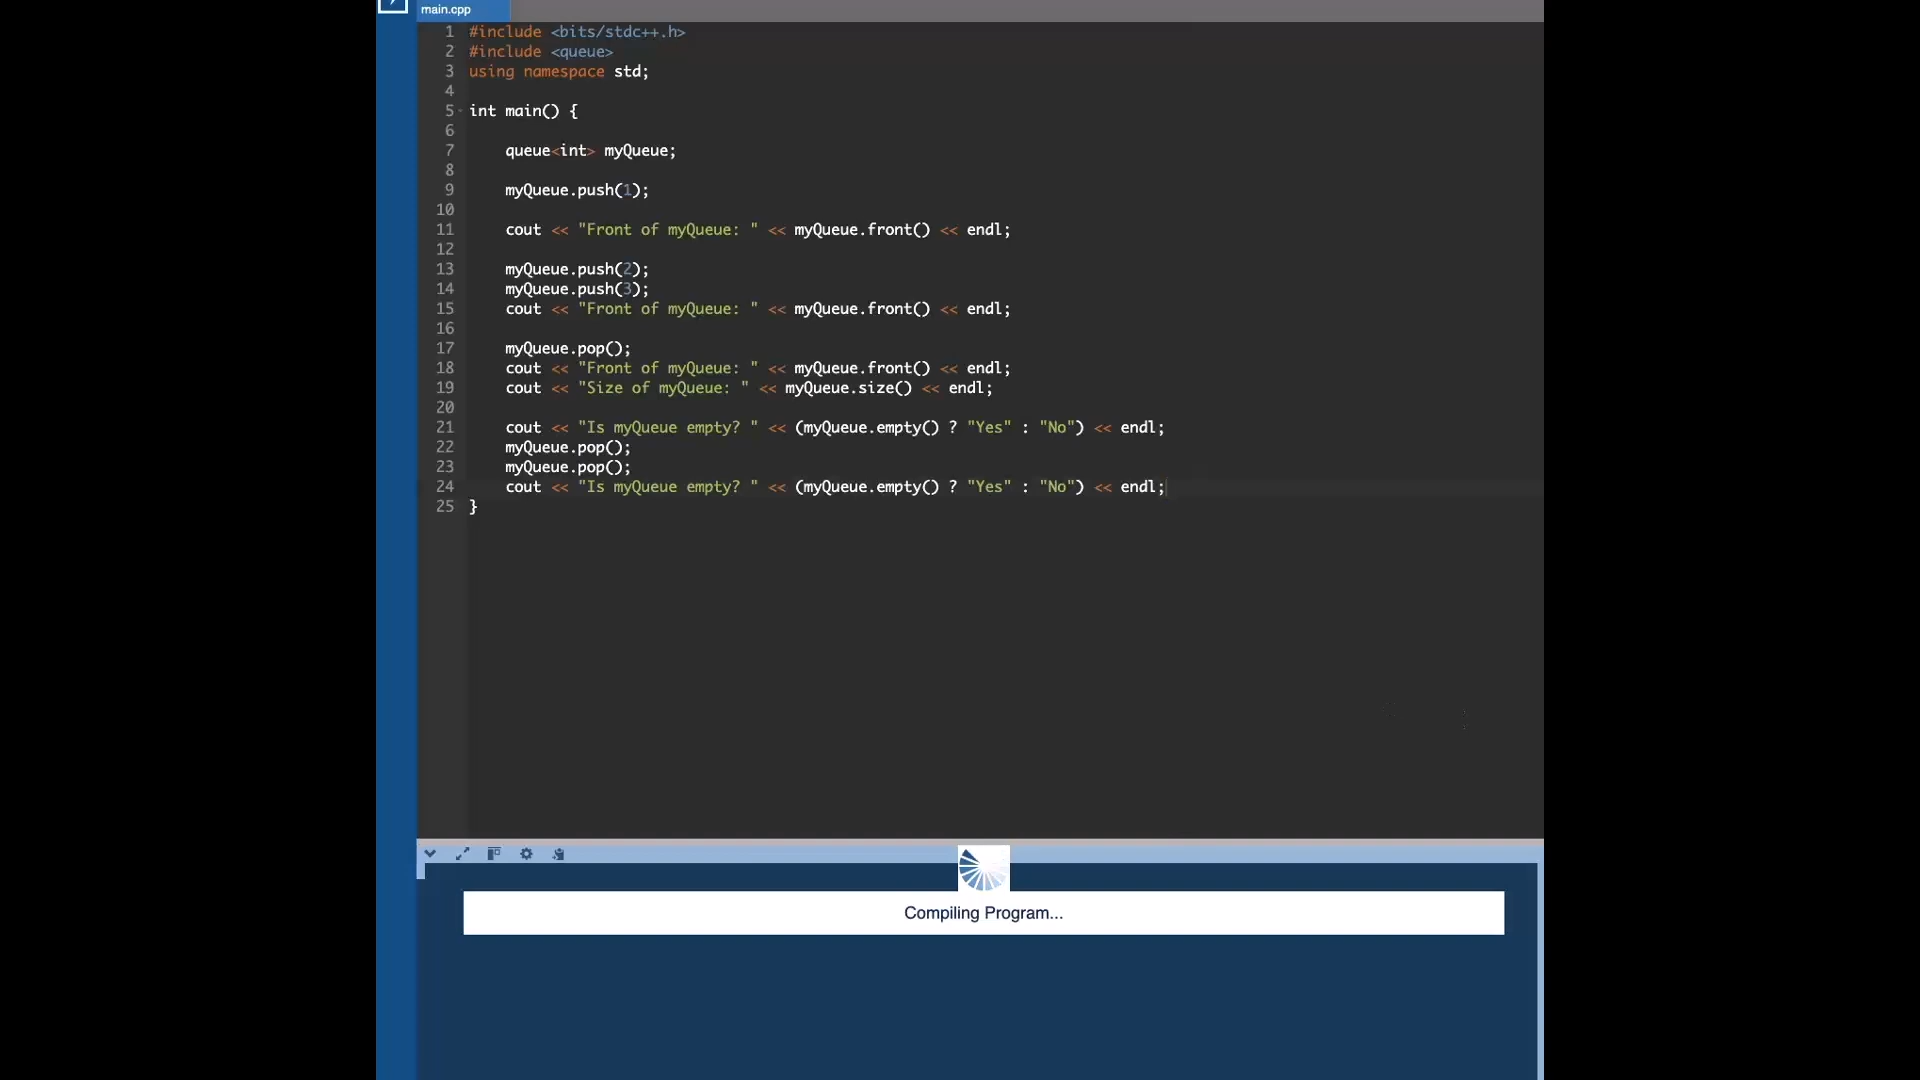 main.cpp
1 #include <bits/stdc++.h>
2 #include <queue>
3 using namespace std;
4
5 int main() {
6
7 queue<int> myQueue;
8
9 myQueue.push(1);
10
11 cout << "Front of myQueue: " << myQueue.front() << endl;
12
13 myQueue.push(2);
14 myQueue.push(3);
15 cout << "Front of myQueue: " << myQueue.front() << endl;
16
17 myQueue.pop();
18 cout << "Front of myQueue: " << myQueue.front() << endl;
19 cout << "Size of myQueue: " << myQueue.size() << endl;
20
21 cout << "Is myQueue empty? " << (myQueue.empty() ? "Yes" : "No") << endl;
22 myQueue.pop();
23 myQueue.pop();
24 cout << "Is myQueue empty? " << (myQueue.empty() ? "Yes" : "No") << endl;
25 }
Compiling Program...